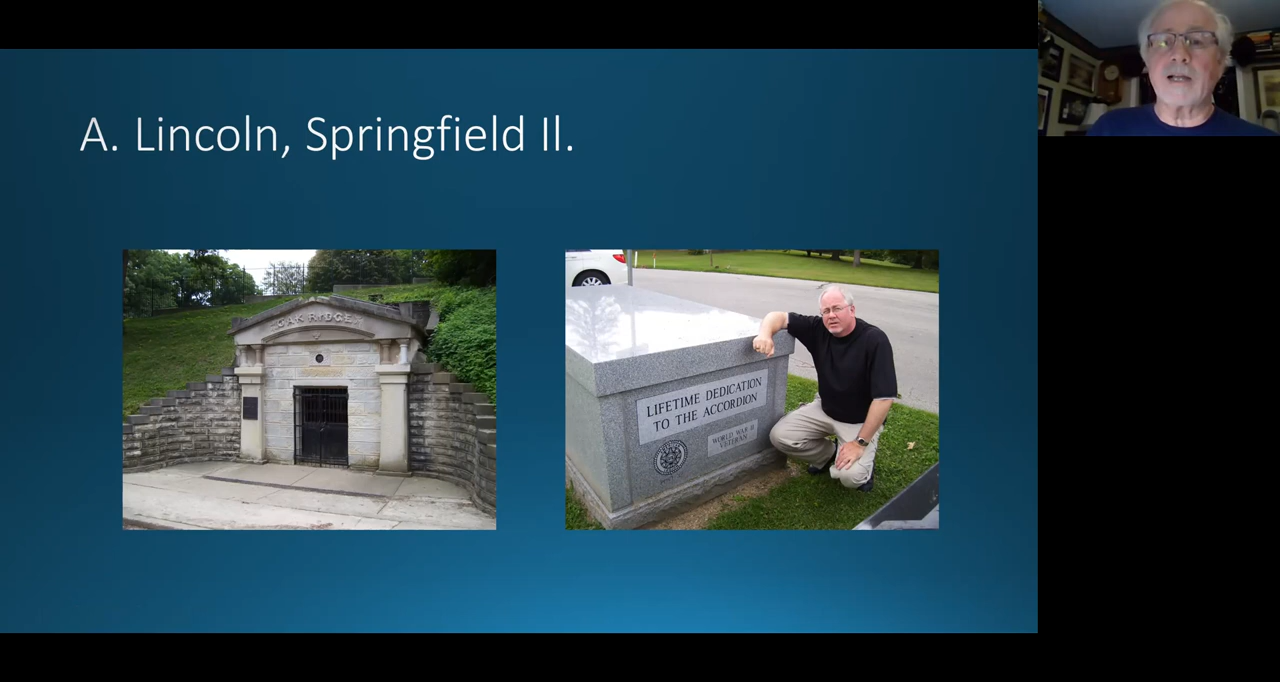 A. Lincoln, Springfield Il.
OAK RIDGE
LIFETIME DEDICATION
TO THE ACCORDION
WORLD WAR II
VETERAN